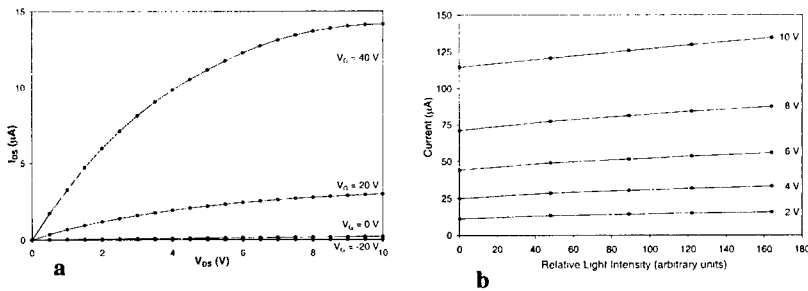 15
10
5
0
I_DS (µA)
V_G = 40 V
V_G = 20 V
V_G = 0 V
V_G = -20 V
0 2 4 6 8 10
V_DS (V)
a
150
125
100
75
50
25
0
Current (µA)
10 V
8 V
6 V
4 V
2 V
0 20 40 60 80 100 120 140 160 180
Relative Light Intensity (arbitrary units)
b